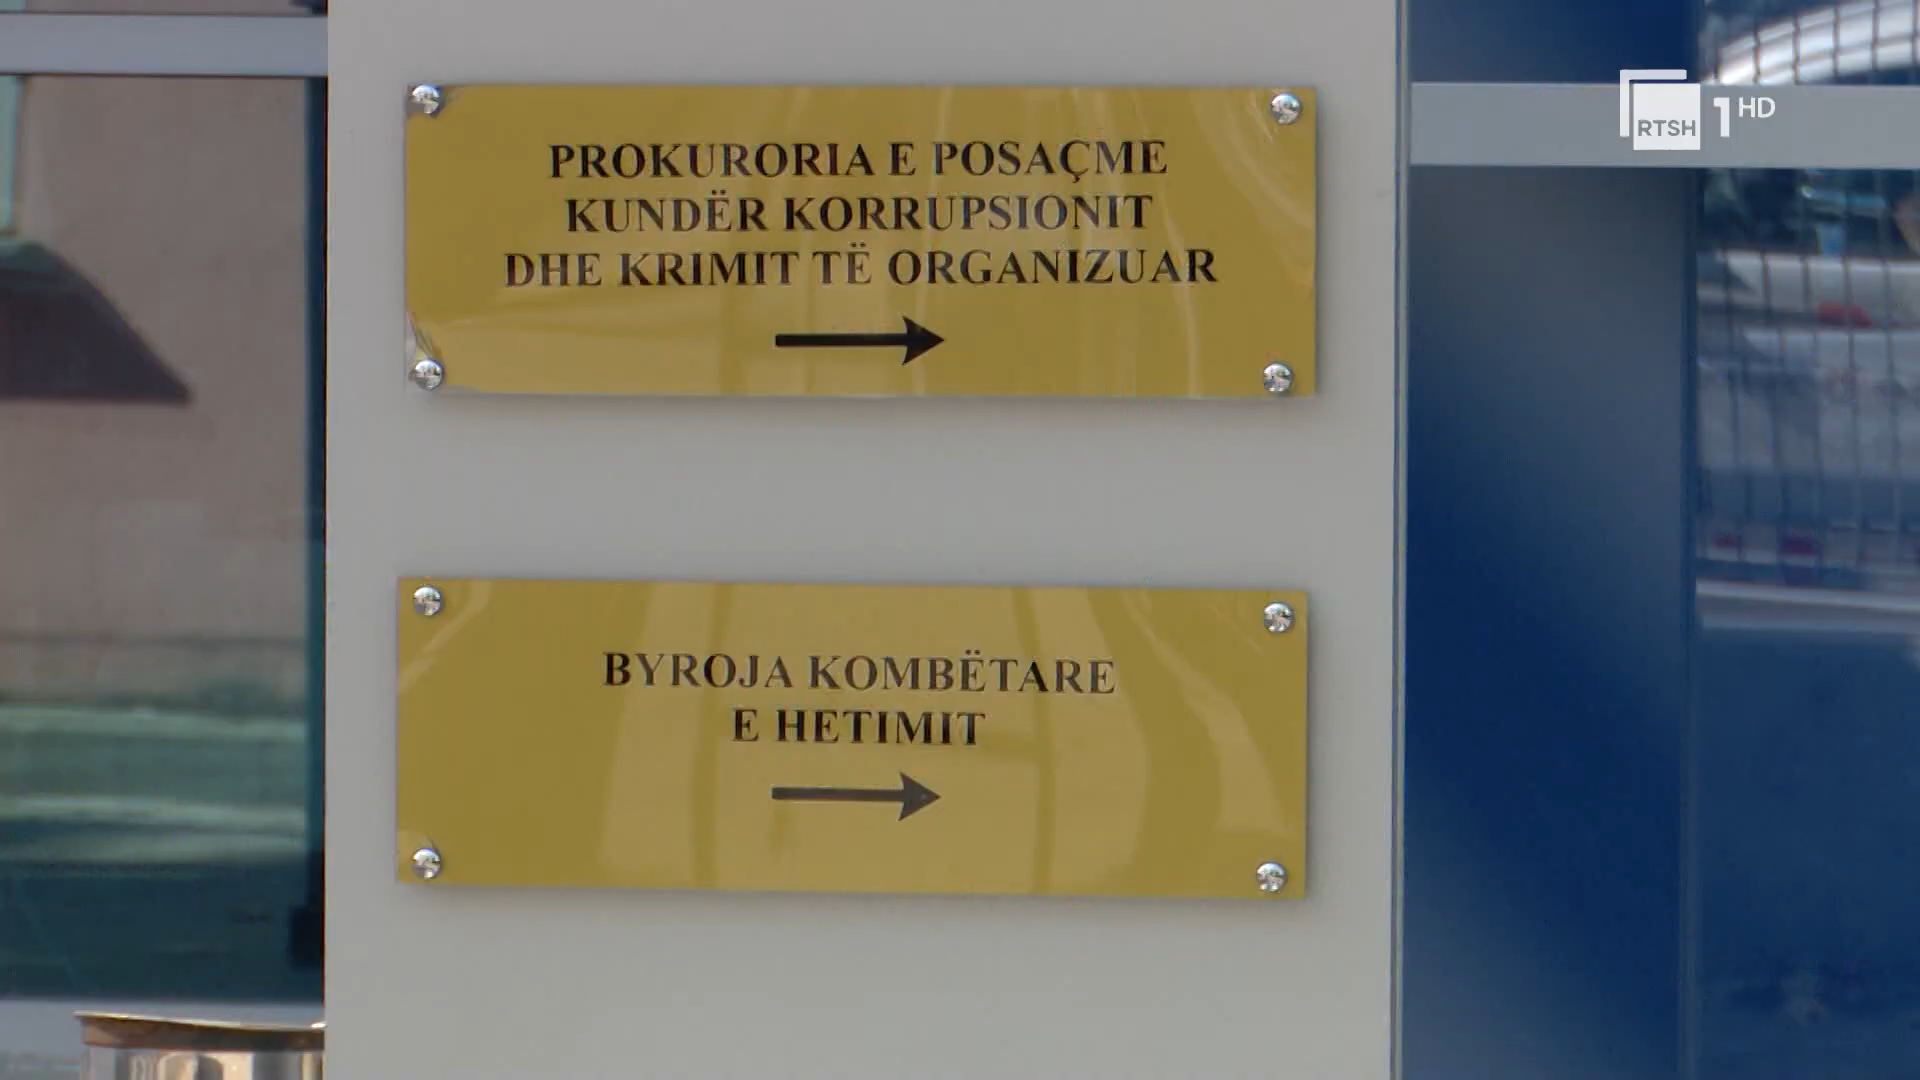 PROKURORIA E POSAÇME
KUNDËR KORRUPSIONIT
DHE KRIMIT TË ORGANIZUAR
BYROJA KOMBËTARE
E HETIMIT
RTSH 1 HD